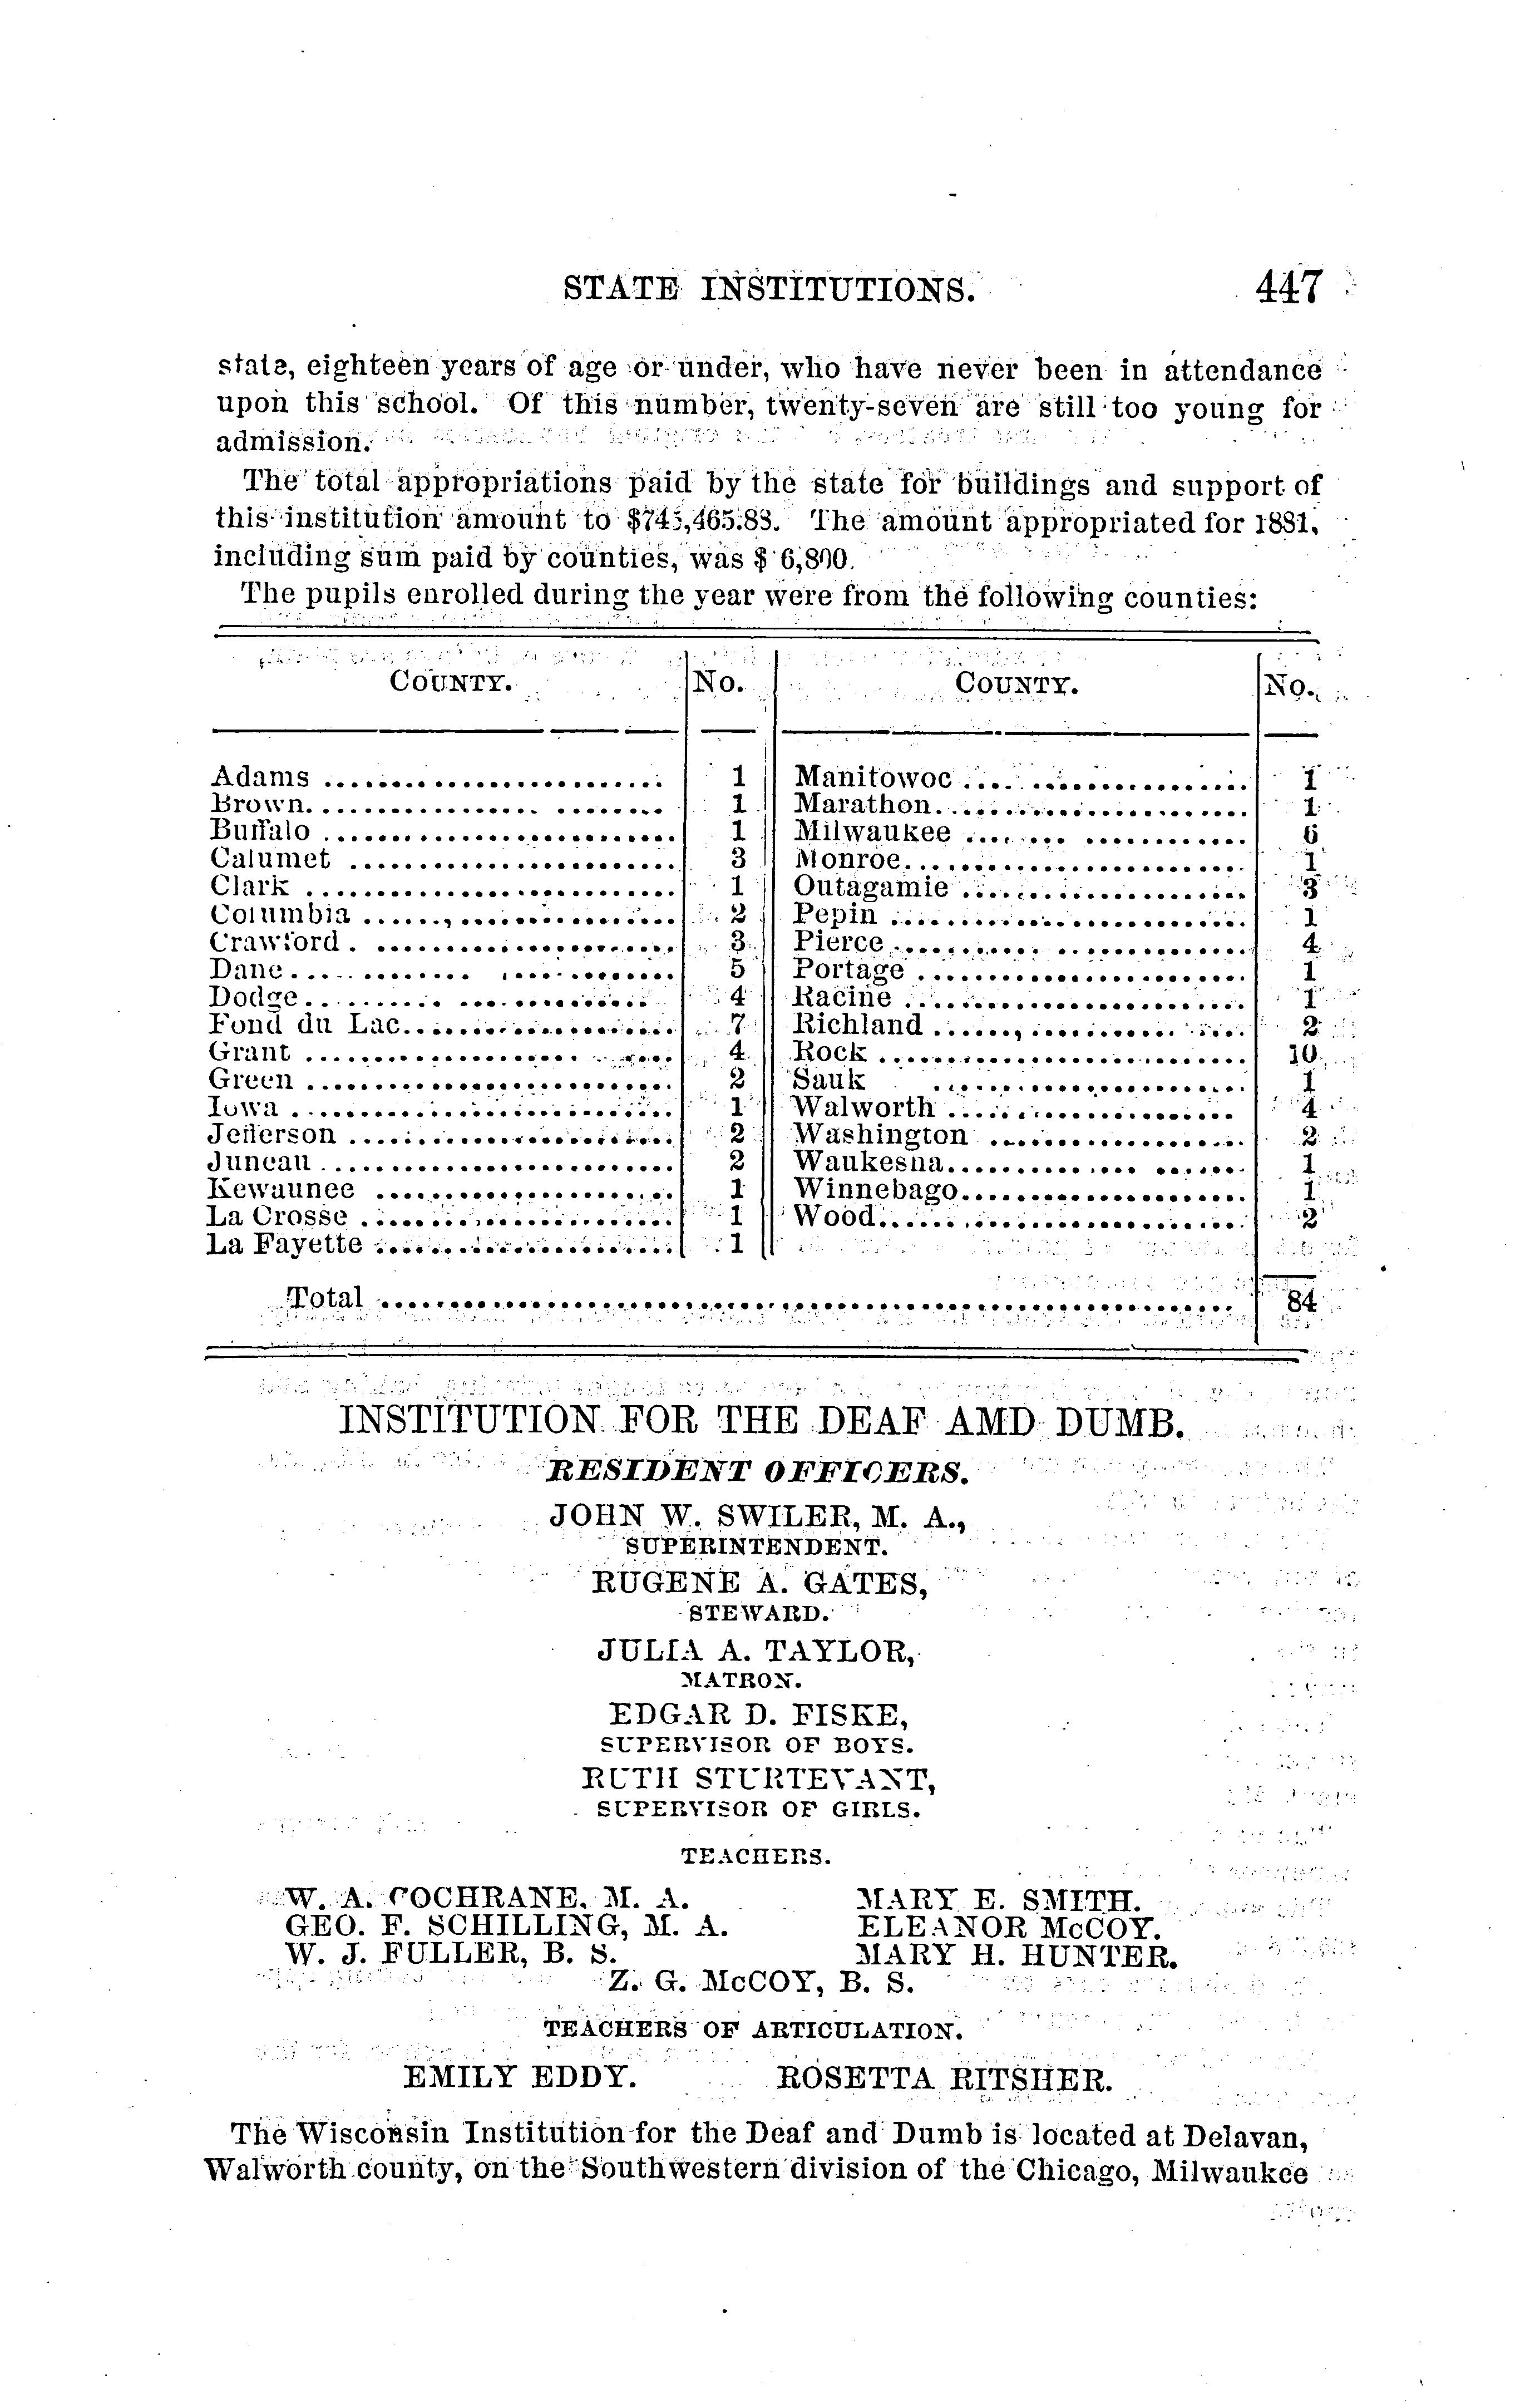 STATE INSTITUTIONS. 447
state, eighteen years of age or under, who have never been in attendance
upon this school. Of this number, twenty-seven are still too young for
admission.
The total appropriations paid by the state for buildings and support of
this institution amount to $745,465.83. The amount appropriated for 1881,
including sum paid by counties, was $ 6,800.
The pupils enrolled during the year were from the following counties:
COUNTY. No. COUNTY. No.
Adams 1 Manitowoc 1
Brown 1 Marathon 1
Buffalo 1 Milwaukee 6
Calumet 3 Monroe 1
Clark 1 Outagamie 3
Columbia 2 Pepin 1
Crawford 3 Pierce 4
Dane 5 Portage 1
Dodge 4 Racine 1
Fond du Lac 7 Richland 2
Grant 4 Rock 10
Green 2 Sauk 1
Iowa 1 Walworth 4
Jefferson 2 Washington 2
Juneau 2 Waukesha 1
Kewaunee 1 Winnebago 1
La Crosse 1 Wood 2
La Fayette 1
Total 84
INSTITUTION FOR THE DEAF AMD DUMB.
RESIDENT OFFICERS.
JOHN W. SWILER, M. A.,
SUPERINTENDENT.
RUGENE A. GATES,
STEWARD.
JULIA A. TAYLOR,
MATRON.
EDGAR D. FISKE,
SUPERVISOR OF BOYS.
RUTH STURTEVANT,
SUPERVISOR OF GIRLS.
TEACHERS.
W. A. COCHRANE, M. A. MARY E. SMITH.
GEO. F. SCHILLING, M. A. ELEANOR McCOY.
W. J. FULLER, B. S. MARY H. HUNTER.
Z. G. McCOY, B. S.
TEACHERS OF ARTICULATION.
EMILY EDDY. ROSETTA RITSHER.
The Wisconsin Institution for the Deaf and Dumb is located at Delavan,
Walworth county, on the Southwestern division of the Chicago, Milwaukee